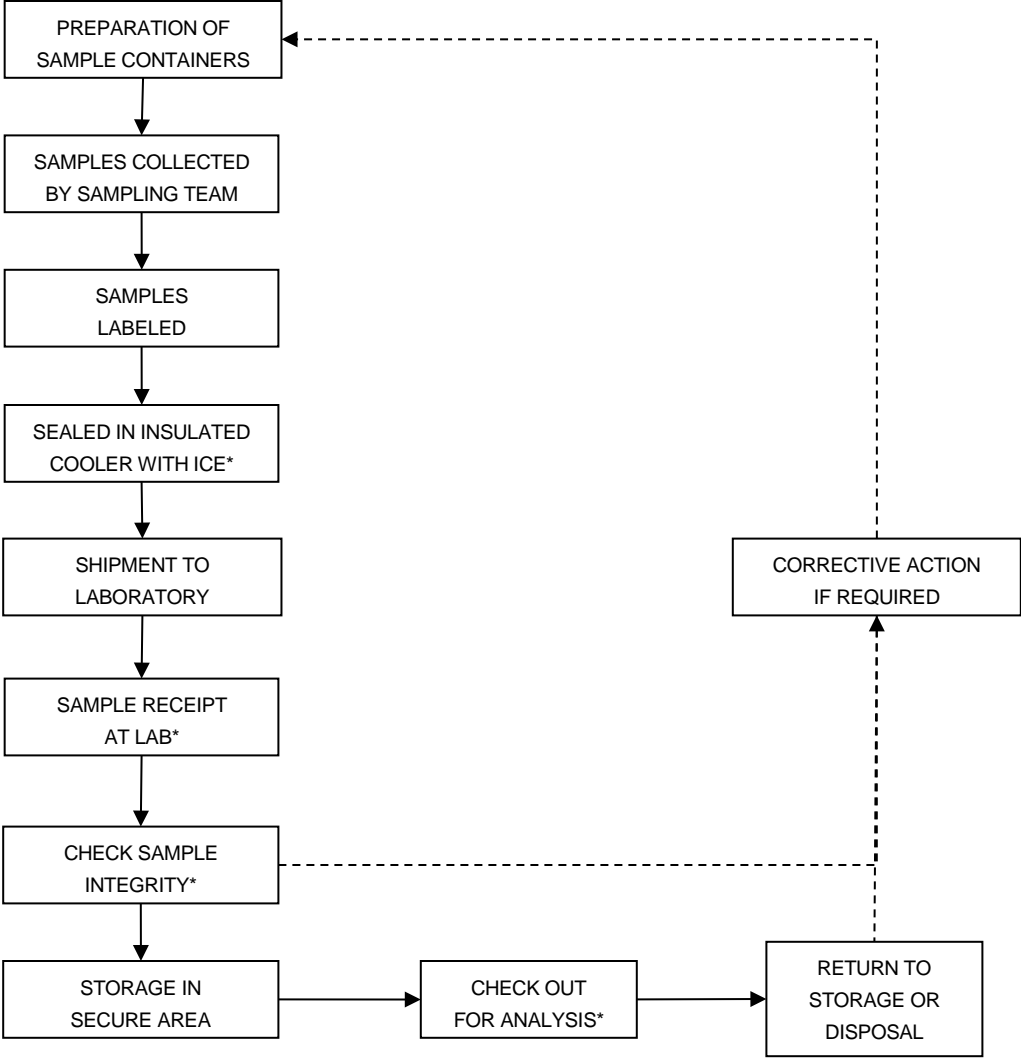 PREPARATION OF
SAMPLE CONTAINERS
SAMPLES COLLECTED
BY SAMPLING TEAM
SAMPLES
LABELED
SEALED IN INSULATED
COOLER WITH ICE*
SHIPMENT TO
LABORATORY
CORRECTIVE ACTION
IF REQUIRED
SAMPLE RECEIPT
AT LAB*
CHECK SAMPLE
INTEGRITY*
STORAGE IN
SECURE AREA
CHECK OUT
FOR ANALYSIS*
RETURN TO
STORAGE OR
DISPOSAL